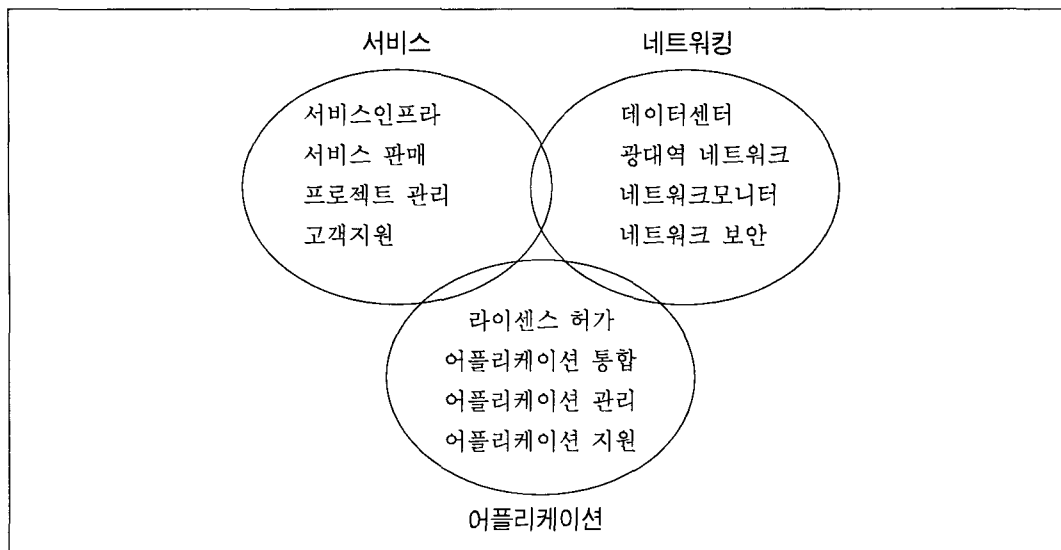 서비스
서비스인프라
서비스 판매
프로젝트 관리
고객지원
네트워킹
데이터센터
광대역 네트워크
네트워크모니터
네트워크 보안
라이센스 허가
어플리케이션 통합
어플리케이션 관리
어플리케이션 지원
어플리케이션